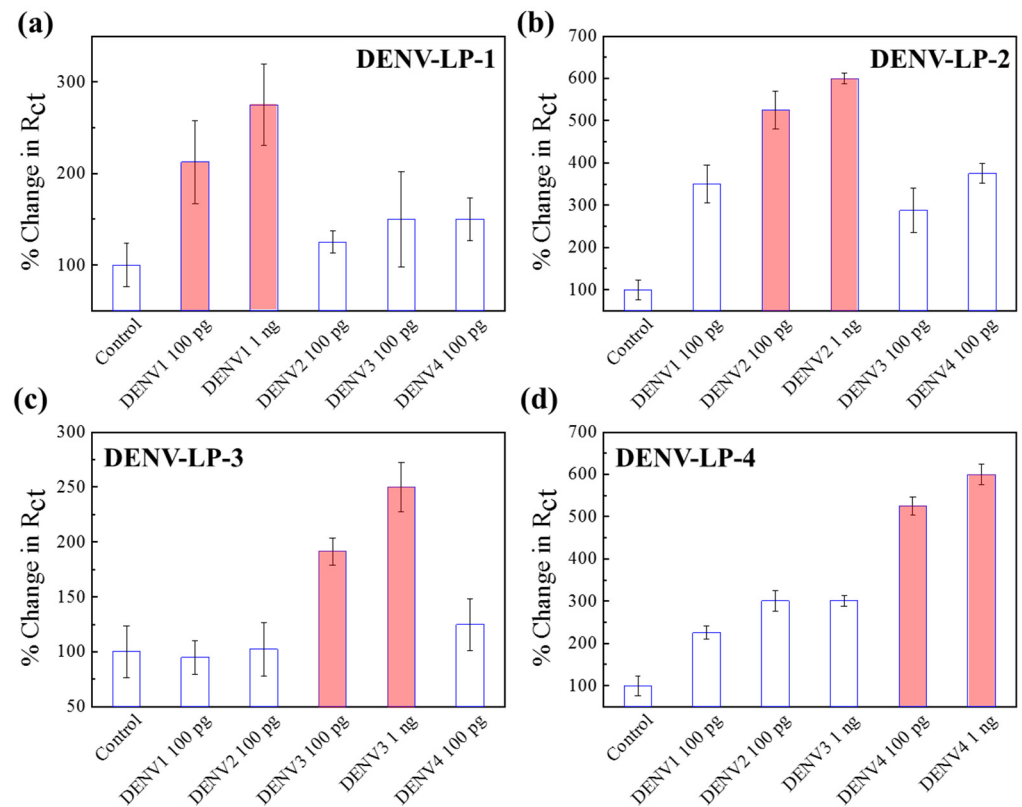 (a)
DENV-LP-1
% Change in Rct
300
200
100
Control
DENV1 100 pg
DENV1 1 ng
DENV2 100 pg
DENV3 100 pg
DENV4 100 pg
(b)
DENV-LP-2
% Change in Rct
700
600
500
400
300
200
100
Control
DENV1 100 pg
DENV2 100 pg
DENV2 1 ng
DENV3 100 pg
DENV4 100 pg
(c)
DENV-LP-3
% Change in Rct
300
250
200
150
100
50
Control
DENV1 100 pg
DENV2 100 pg
DENV3 100 pg
DENV3 1 ng
DENV4 100 pg
(d)
DENV-LP-4
% Change in Rct
700
600
500
400
300
200
100
Control
DENV1 100 pg
DENV2 100 pg
DENV3 1 ng
DENV4 100 pg
DENV4 1 ng